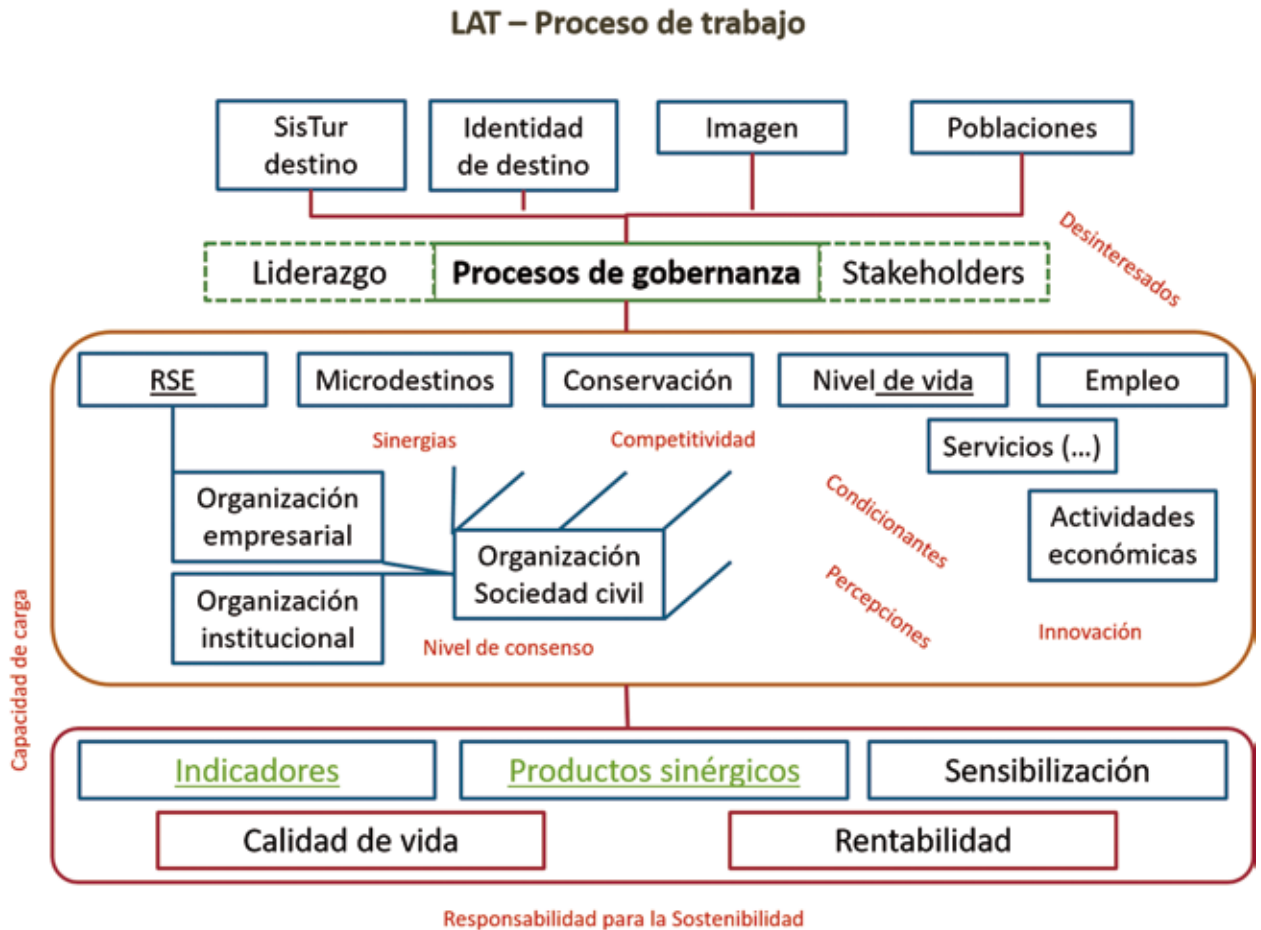 LAT – Proceso de trabajo
SisTur
destino
Identidad
de destino
Imagen
Poblaciones
Desinteresados
Liderazgo
Procesos de gobernanza
Stakeholders
RSE
Microdestinos
Conservación
Nivel de vida
Empleo
Sinergias
Competitividad
Servicios (...)
Organización
empresarial
Condicionantes
Actividades
económicas
Organización
Sociedad civil
Organización
institucional
Percepciones
Innovación
Nivel de consenso
Capacidad de carga
Indicadores
Productos sinérgicos
Sensibilización
Calidad de vida
Rentabilidad
Responsabilidad para la Sostenibilidad